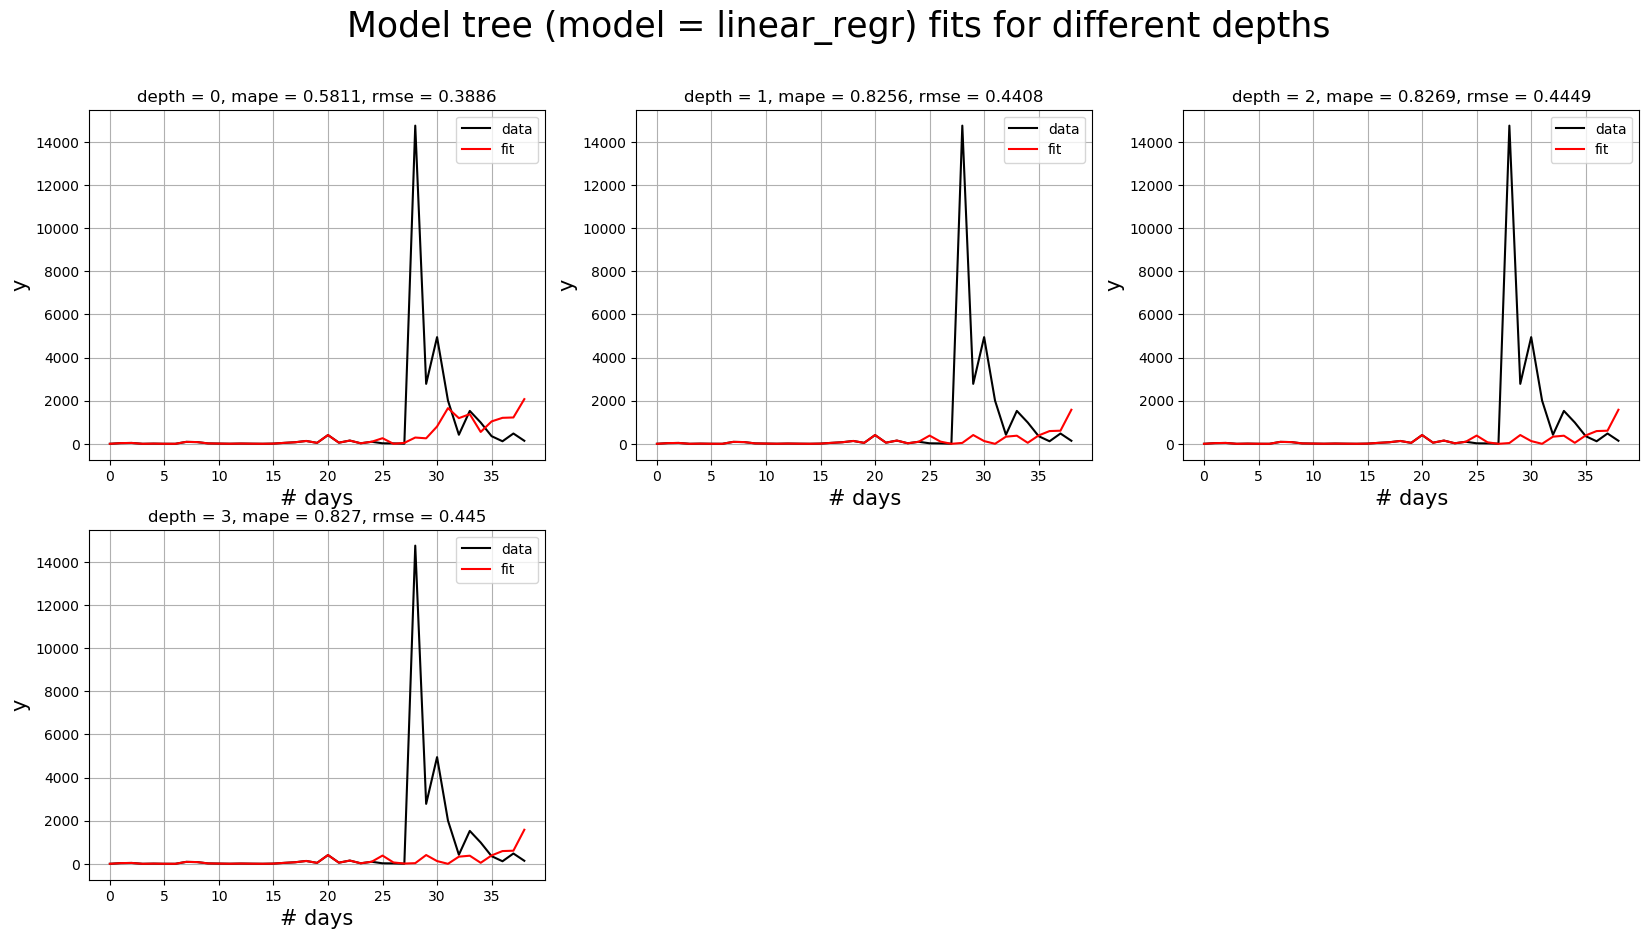 Model tree (model = linear_regr) fits for different depths
depth = 0, mape = 0.5811, rmse = 0.3886
14000
12000
10000
8000
6000
4000
2000
0
y
data
fit
0 5 10 15 20 25 30 35
# days
depth = 1, mape = 0.8256, rmse = 0.4408
14000
12000
10000
8000
6000
4000
2000
0
y
data
fit
0 5 10 15 20 25 30 35
# days
depth = 2, mape = 0.8269, rmse = 0.4449
14000
12000
10000
8000
6000
4000
2000
0
y
data
fit
0 5 10 15 20 25 30 35
# days
depth = 3, mape = 0.827, rmse = 0.445
14000
12000
10000
8000
6000
4000
2000
0
y
data
fit
0 5 10 15 20 25 30 35
# days